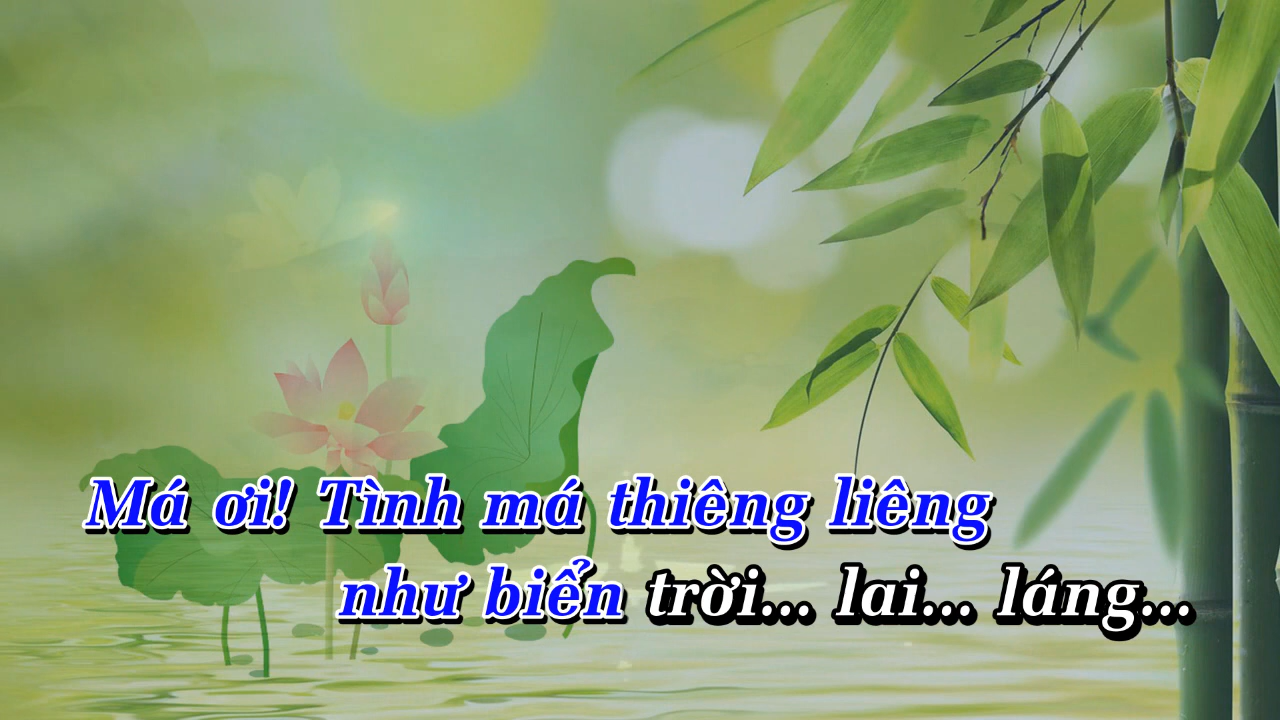 Má ơi! Tình má thiêng liêng
như biển trời... lai... láng...